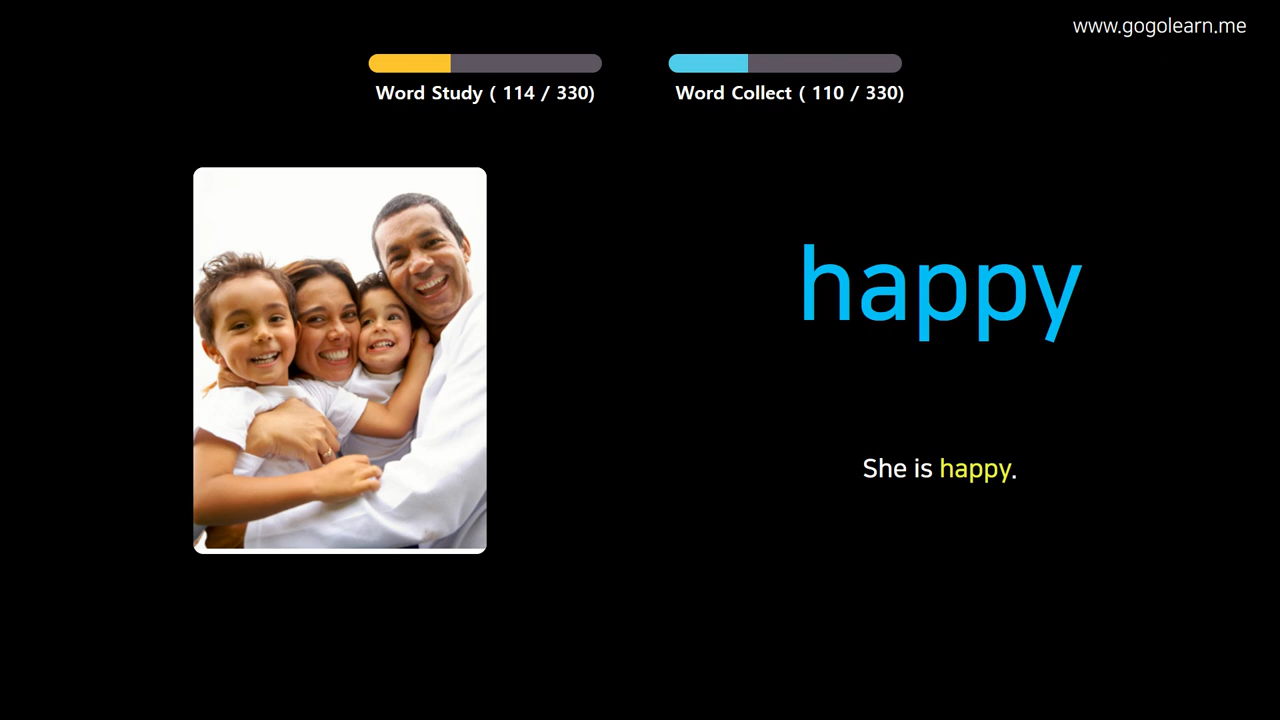 www.gogolearn.me
Word Study ( 114 / 330)
Word Collect ( 110 / 330)
happy
She is happy.